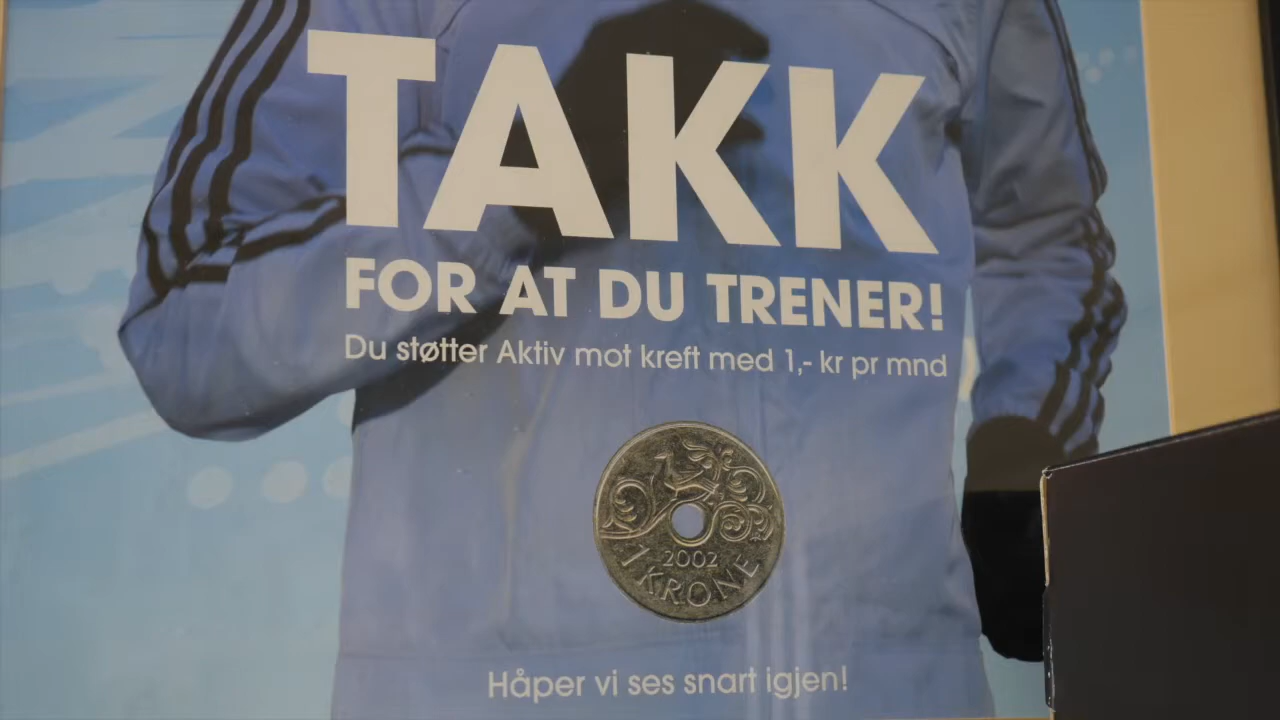 TAKK
FOR AT DU TRENER!
Du støtter Aktiv mot kreft med 1,- kr pr mnd
2002
1 KRONE
Håper vi ses snart igjen!